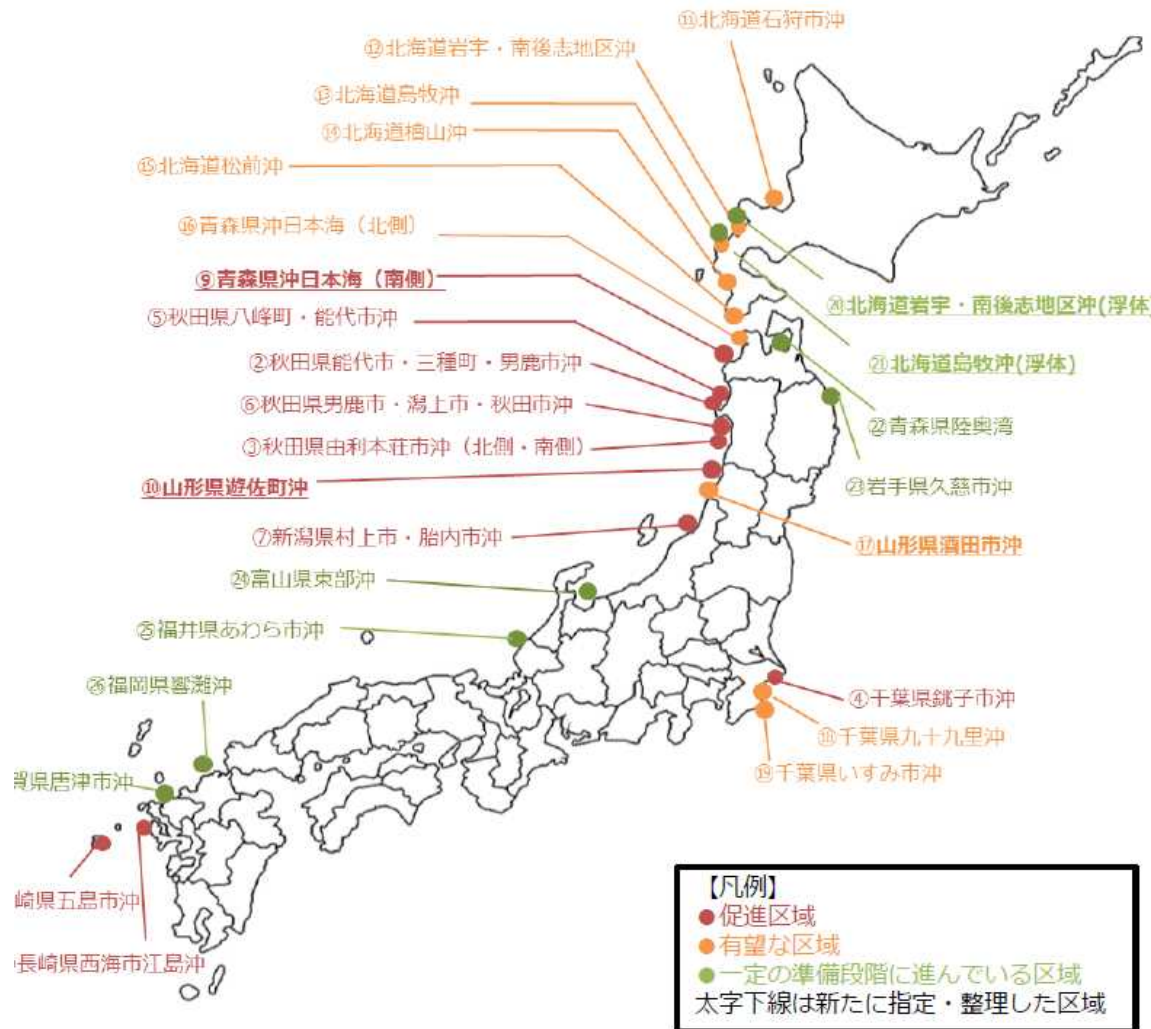 ⑪北海道石狩市沖
⑫北海道岩宇・南後志地区沖
⑬北海道島牧沖
⑭北海道檜山沖
⑮北海道松前沖
⑯青森県沖日本海（北側）
⑨青森県沖日本海（南側）
⑤秋田県八峰町・能代市沖
②秋田県能代市・三種町・男鹿市沖
⑥秋田県男鹿市・潟上市・秋田市沖
③秋田県由利本荘市沖（北側・南側）
⑩山形県遊佐町沖
⑦新潟県村上市・胎内市沖
㉔富山県東部沖
㉕福井県あわら市沖
㉖福岡県響灘沖
賀県唐津市沖
崎県五島市沖
長崎県西海市江島沖
⑳北海道岩宇・南後志地区沖(浮体)
㉑北海道島牧沖(浮体)
㉒青森県陸奥湾
㉓岩手県久慈市沖
⑰山形県酒田市沖
④千葉県銚子市沖
⑱千葉県九十九里沖
⑲千葉県いすみ市沖
【凡例】
●促進区域
●有望な区域
●一定の準備段階に進んでいる区域
太字下線は新たに指定・整理した区域